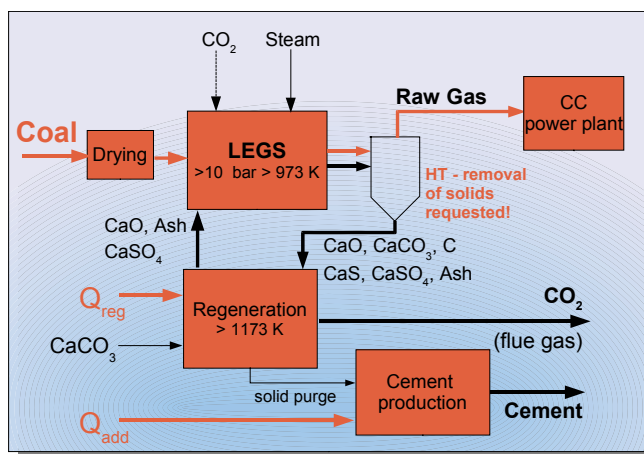 CO2
Steam
Raw Gas
CC
power plant
Coal
Drying
LEGS
>10 bar > 973 K
HT - removal
of solids
requested!
CaO, Ash
CaSO4
CaO, CaCO3, C
CaS, CaSO4, Ash
Qreg
Regeneration
> 1173 K
CO2
(flue gas)
CaCO3
solid purge
Cement
production
Cement
Qadd